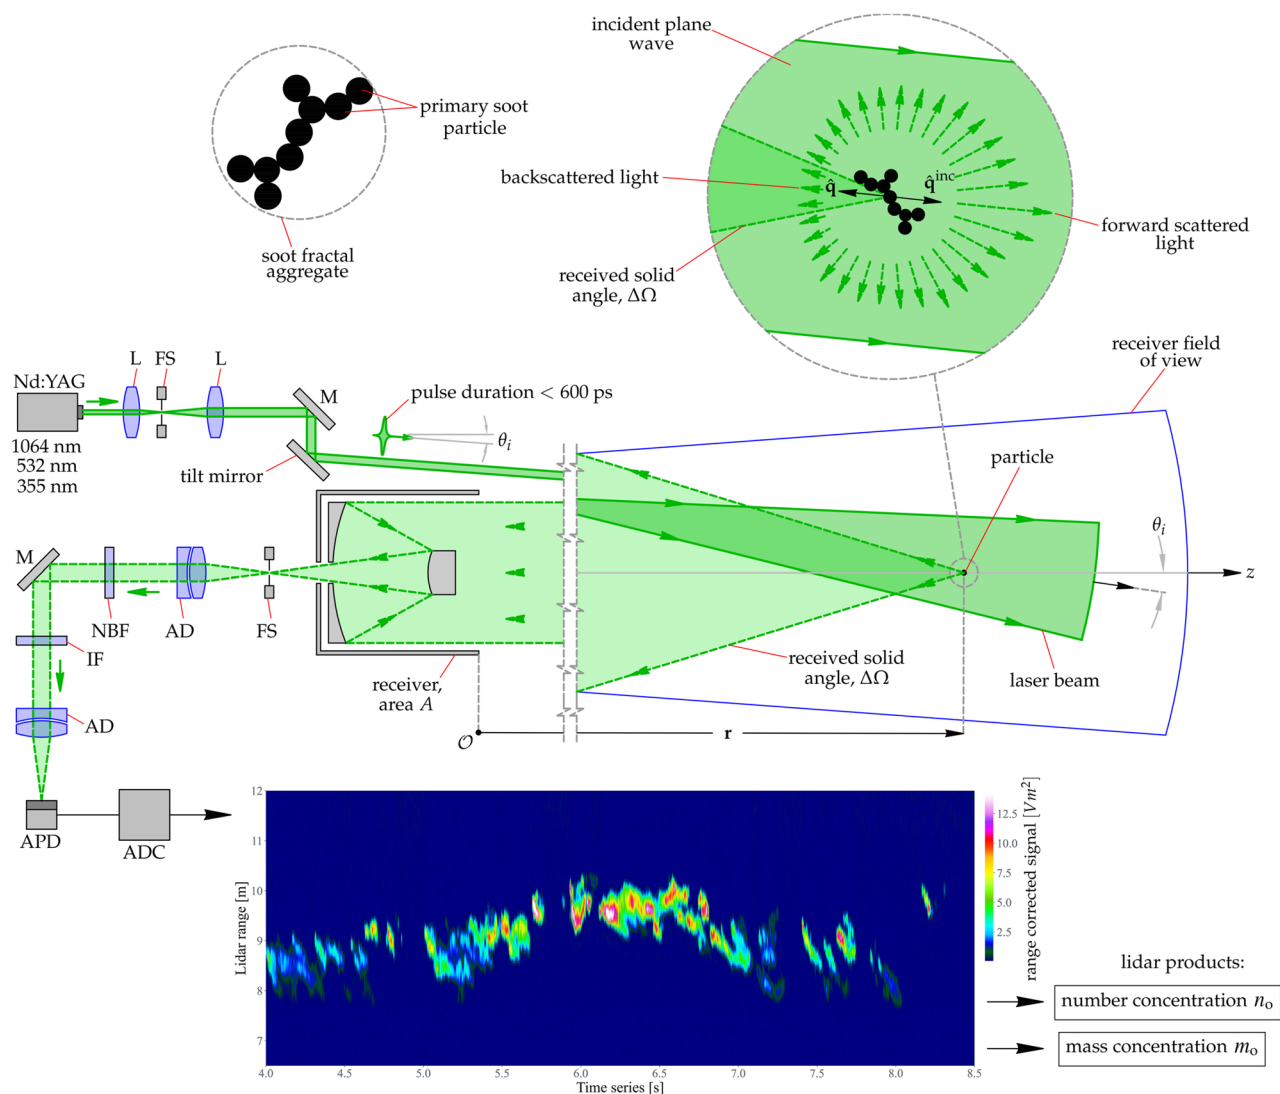 incident plane
wave
primary soot
particle
backscattered light
q̂
q̂^inc
forward scattered
light
soot fractal
aggregate
received solid
angle, ΔΩ
receiver field
of view
L
FS
L
Nd:YAG
M
pulse duration < 600 ps
θ_i
1064 nm
532 nm
355 nm
tilt mirror
particle
θ_i
M
z
NBF
AD
FS
IF
receiver,
area A
received solid
angle, ΔΩ
laser beam
AD
𝒪
r
APD
ADC
12
11
10
9
8
7
Lidar range [m]
4.0
4.5
5.0
5.5
6.0
6.5
7.0
7.5
8.0
8.5
Time series [s]
12.5
10.0
7.5
5.0
2.5
range corrected signal [Vm²]
lidar products:
number concentration n_o
mass concentration m_o